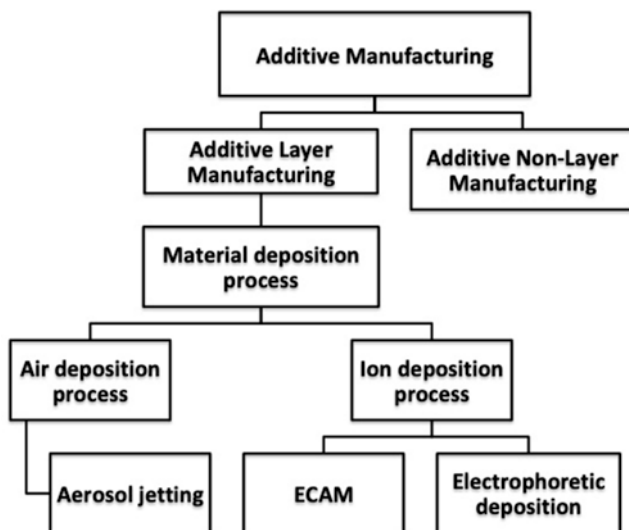 Additive Manufacturing
Additive Layer
Manufacturing
Additive Non-Layer
Manufacturing
Material deposition
process
Air deposition
process
Ion deposition
process
Aerosol jetting
ECAM
Electrophoretic
deposition